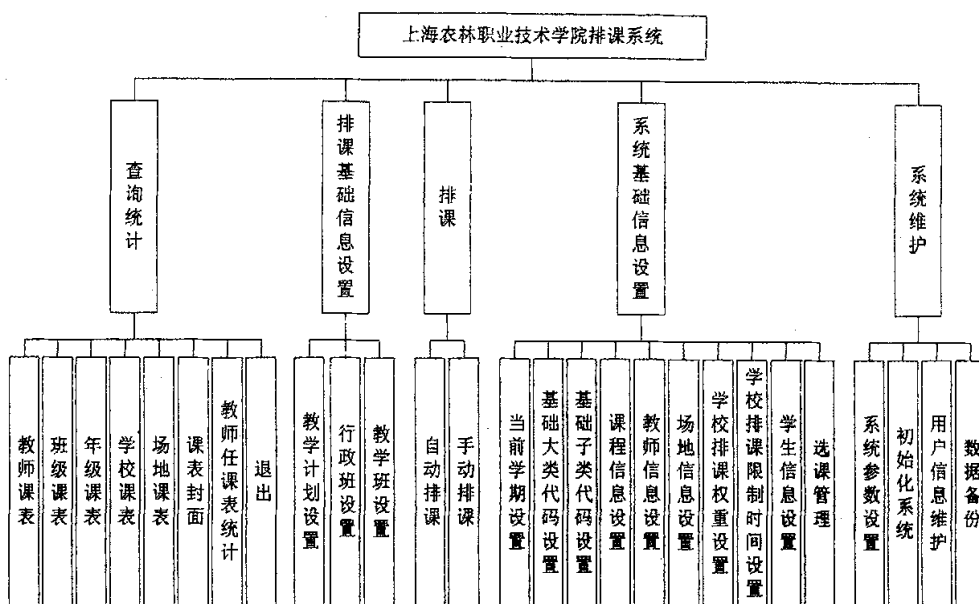 上海农林职业技术学院排课系统
查询统计
排课基础信息设置
排课
系统基础信息设置
系统维护
教师课表
班级课表
年级课表
学校课表
场地课表
课表封面
教师任课表统计
退出
教学计划设置
行政班设置
教学班设置
自动排课
手动排课
当前学期设置
基础大类代码设置
基础子类代码设置
课程信息设置
教师信息设置
场地信息设置
学校排课权重设置
学校排课限制时间设置
学生信息设置
选课管理
系统参数设置
初始化系统
用户信息维护
数据备份